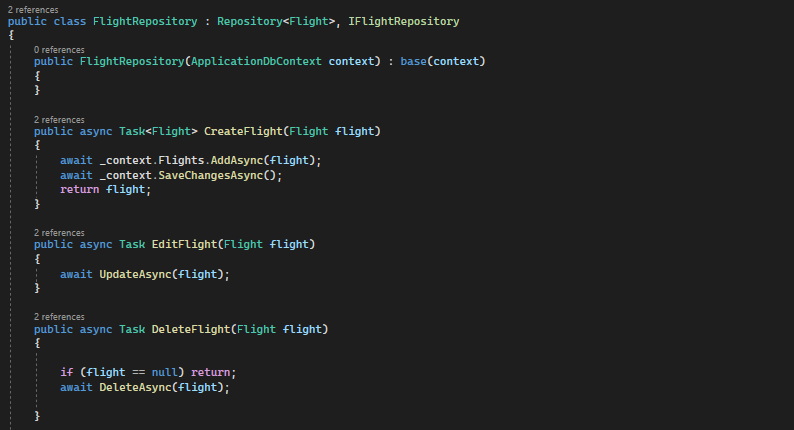 2 references
public class FlightRepository : Repository<Flight>, IFlightRepository
{
0 references
public FlightRepository(ApplicationDbContext context) : base(context)
{
}
2 references
public async Task<Flight> CreateFlight(Flight flight)
{
await _context.Flights.AddAsync(flight);
await _context.SaveChangesAsync();
return flight;
}
2 references
public async Task EditFlight(Flight flight)
{
await UpdateAsync(flight);
}
2 references
public async Task DeleteFlight(Flight flight)
{
if (flight == null) return;
await DeleteAsync(flight);
}